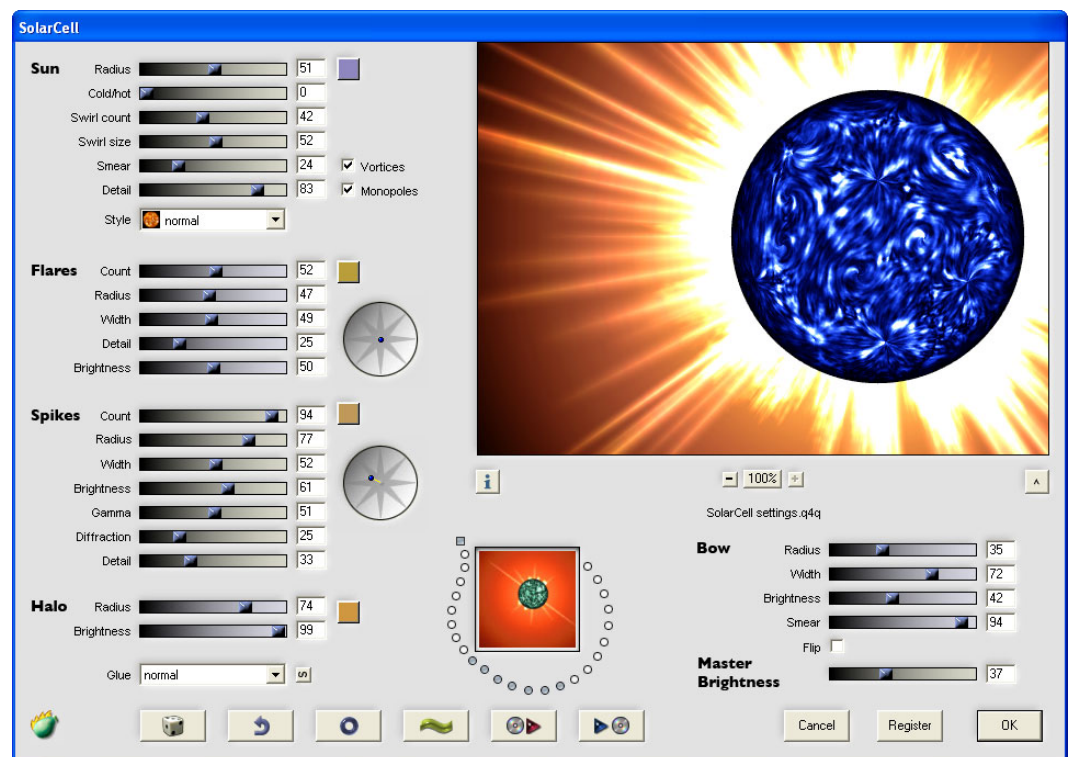 SolarCell
Sun
Radius 51
Cold/hot 0
Swirl count 42
Swirl size 52
Smear 24
Vortices
Detail 83
Monopoles
Style normal
Flares
Count 52
Radius 47
Width 49
Detail 25
Brightness 50
Spikes
Count 94
Radius 77
Width 52
Brightness 61
Gamma 51
Diffraction 25
Detail 33
Halo
Radius 74
Brightness 99
Glue normal
S
i
- 100% +
^
SolarCell settings.q4q
Bow
Radius 35
Width 72
Brightness 42
Smear 94
Flip
Master
Brightness
37
Cancel
Register
OK